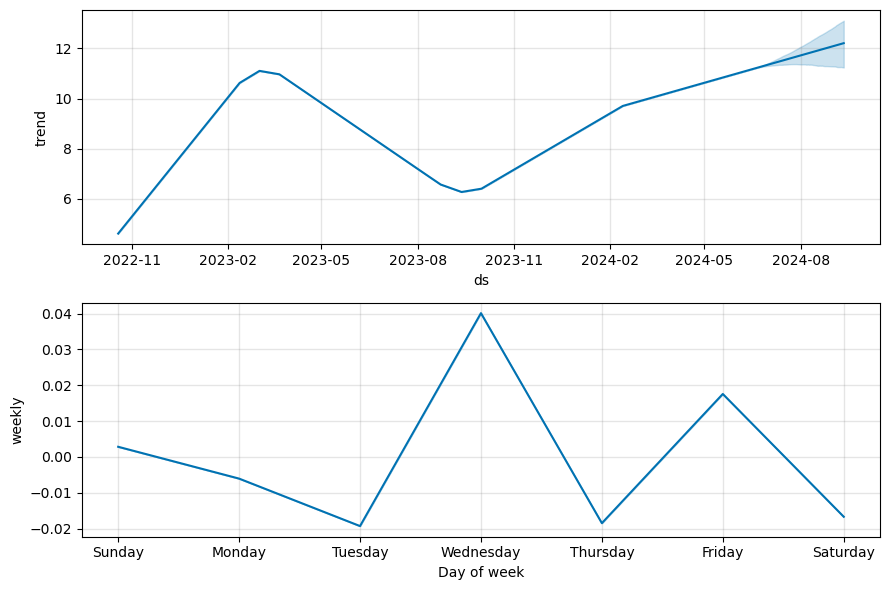 12
10
8
6
trend
2022-11 2023-02 2023-05 2023-08 2023-11 2024-02 2024-05 2024-08
ds
0.04
0.03
0.02
0.01
0.00
−0.01
−0.02
weekly
Sunday Monday Tuesday Wednesday Thursday Friday Saturday
Day of week